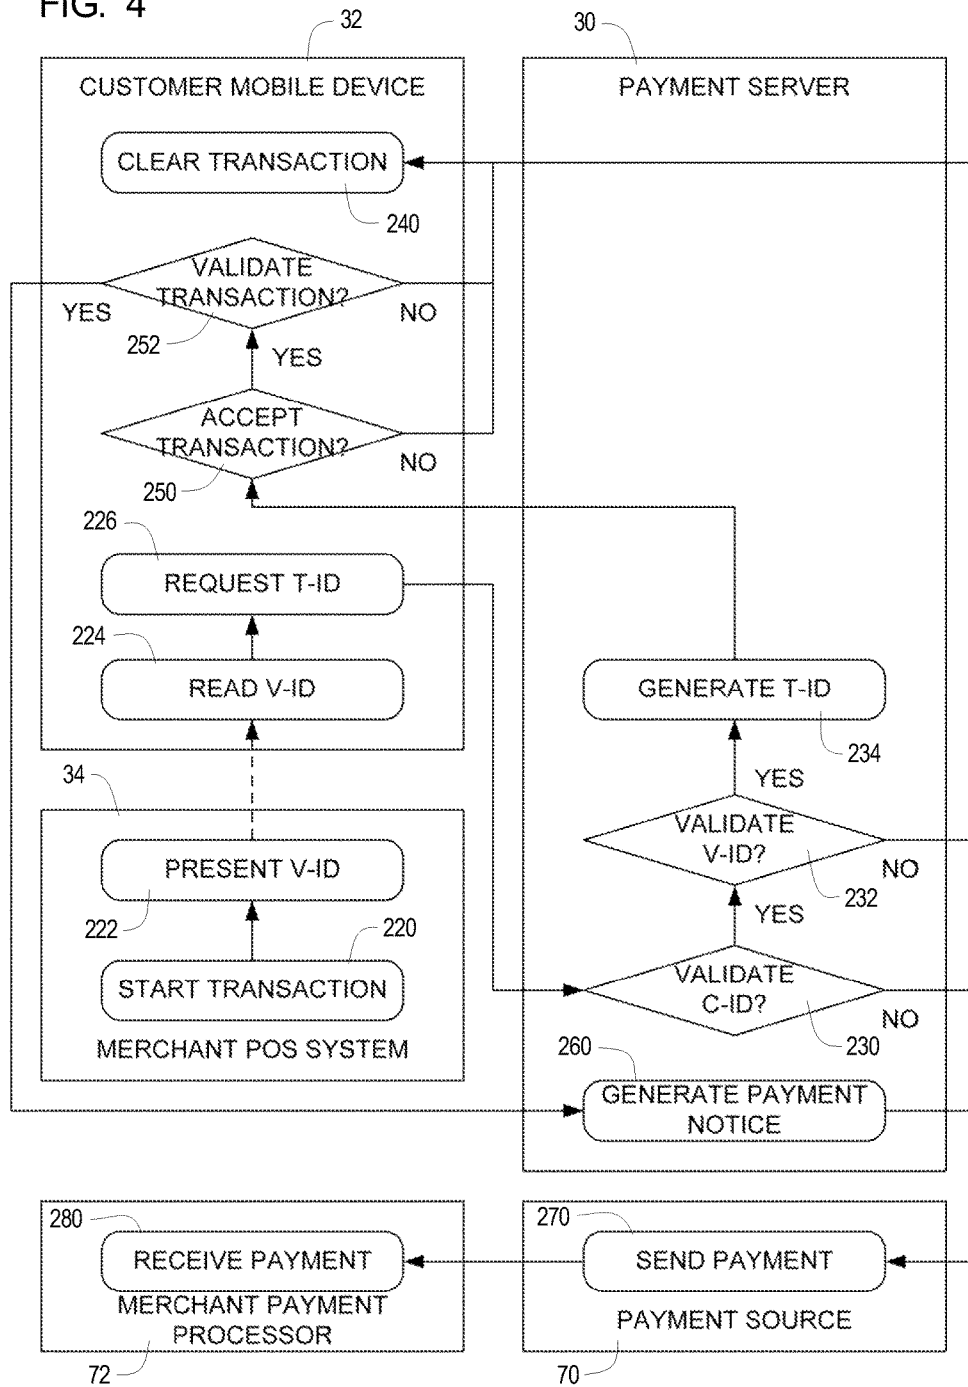 FIG. 4
32
30
CUSTOMER MOBILE DEVICE
PAYMENT SERVER
CLEAR TRANSACTION
240
VALIDATE
TRANSACTION?
YES
NO
252
YES
ACCEPT
TRANSACTION?
NO
250
226
REQUEST T-ID
224
READ V-ID
GENERATE T-ID
234
34
YES
VALIDATE
V-ID?
PRESENT V-ID
NO
232
222
220
YES
START TRANSACTION
VALIDATE
C-ID?
NO
230
MERCHANT POS SYSTEM
260
GENERATE PAYMENT
NOTICE
280
270
RECEIVE PAYMENT
SEND PAYMENT
MERCHANT PAYMENT
PROCESSOR
PAYMENT SOURCE
72
70